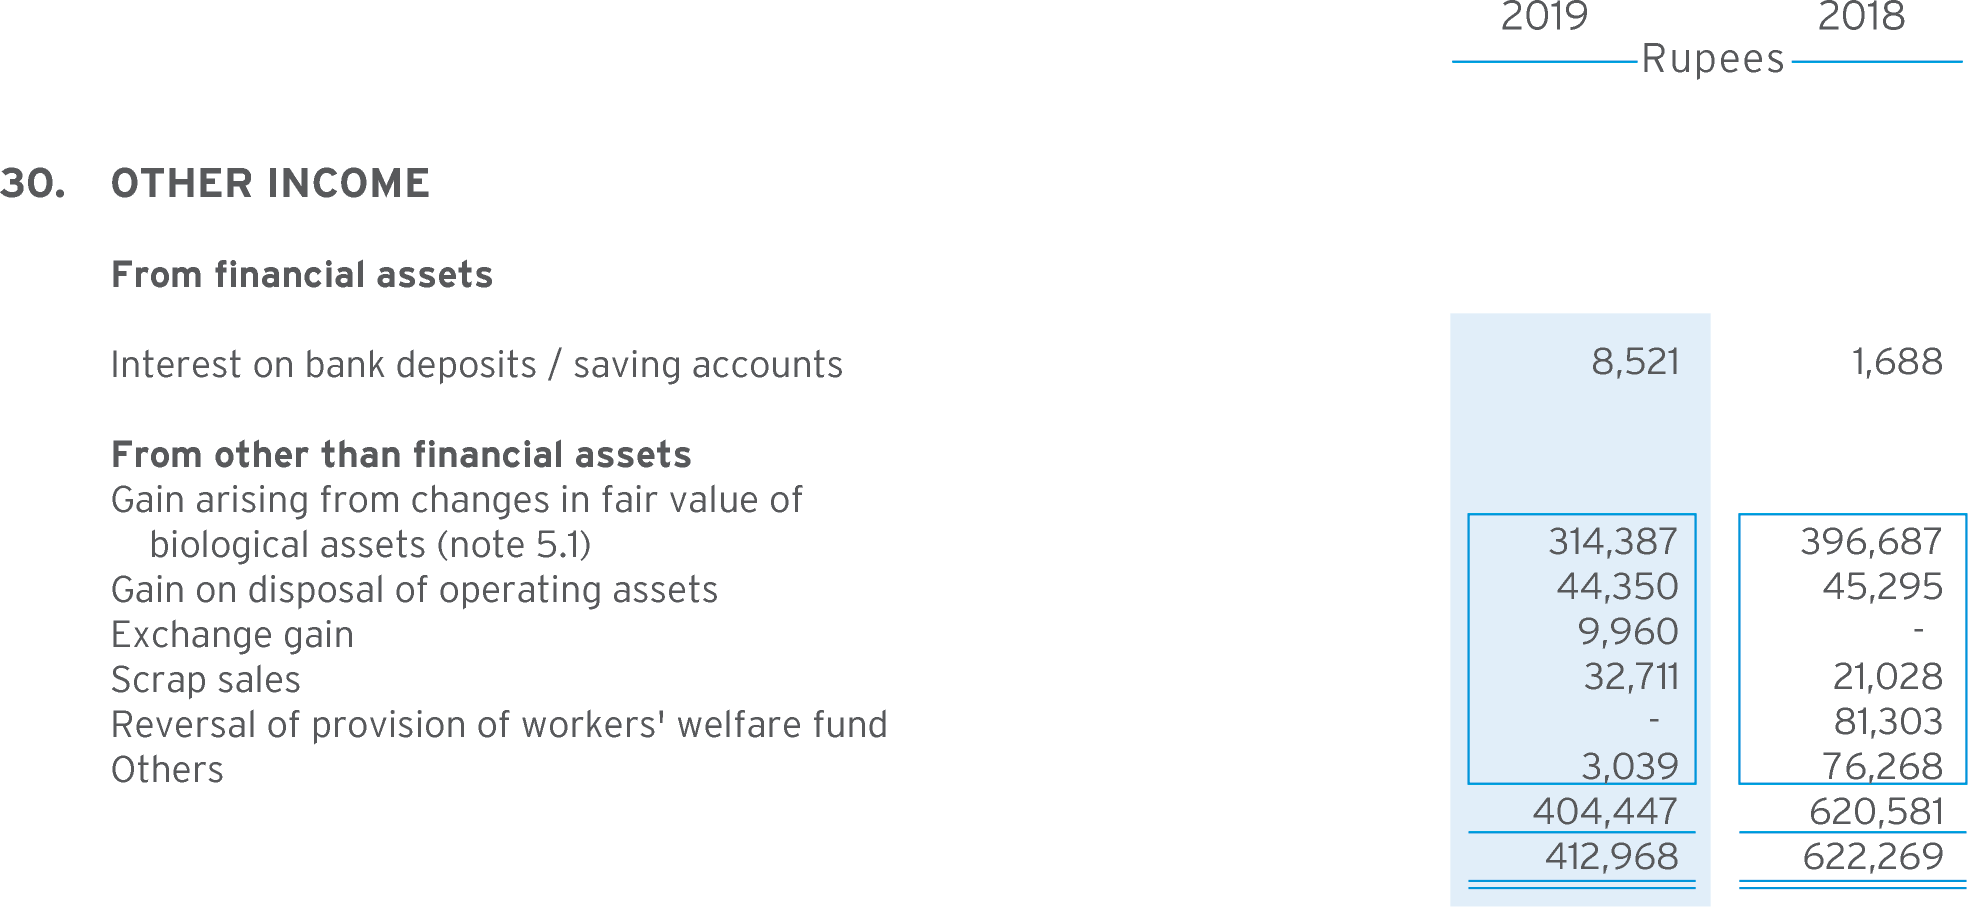 2019 2018
Rupees
30. OTHER INCOME
From financial assets
Interest on bank deposits / saving accounts 8,521 1,688
From other than financial assets
Gain arising from changes in fair value of
biological assets (note 5.1) 314,387 396,687
Gain on disposal of operating assets 44,350 45,295
Exchange gain 9,960 -
Scrap sales 32,711 21,028
Reversal of provision of workers' welfare fund - 81,303
Others 3,039 76,268
404,447 620,581
412,968 622,269